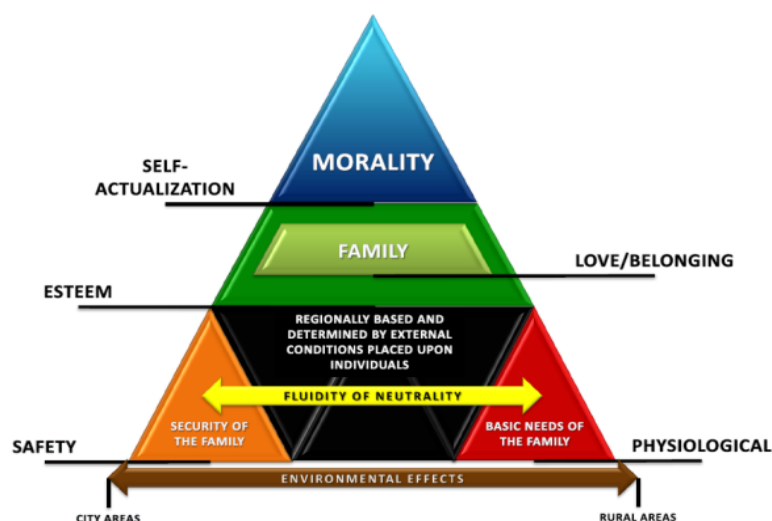 MORALITY
SELF-
ACTUALIZATION
FAMILY
LOVE/BELONGING
ESTEEM
REGIONALLY BASED AND
DETERMINED BY EXTERNAL
CONDITIONS PLACED UPON
INDIVIDUALS
FLUIDITY OF NEUTRALITY
SECURITY OF
THE FAMILY
BASIC NEEDS OF
THE FAMILY
SAFETY
PHYSIOLOGICAL
ENVIRONMENTAL EFFECTS
CITY AREAS
RURAL AREAS